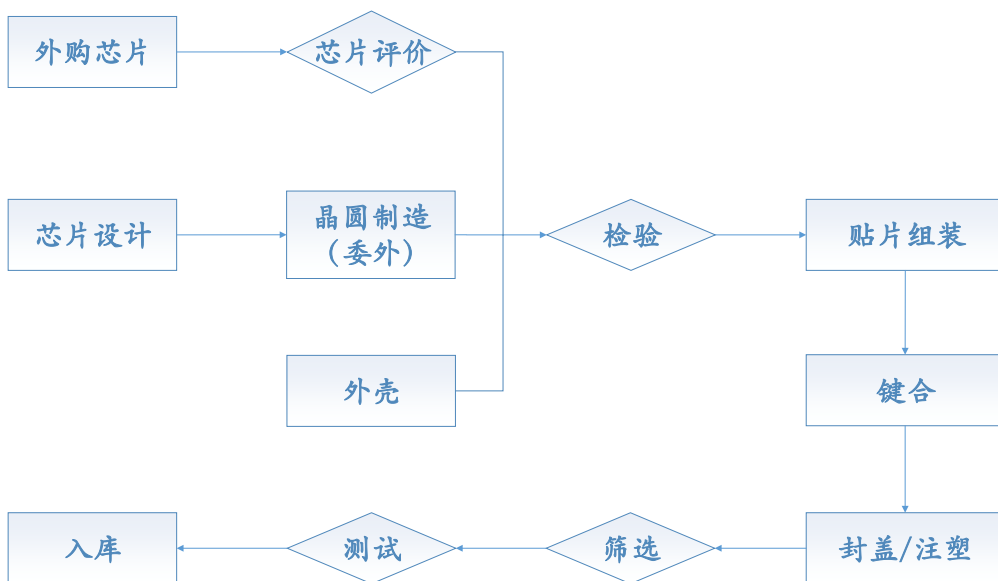 外购芯片
芯片评价
芯片设计
晶圆制造
（委外）
检验
贴片组装
外壳
键合
入库
测试
筛选
封盖/注塑